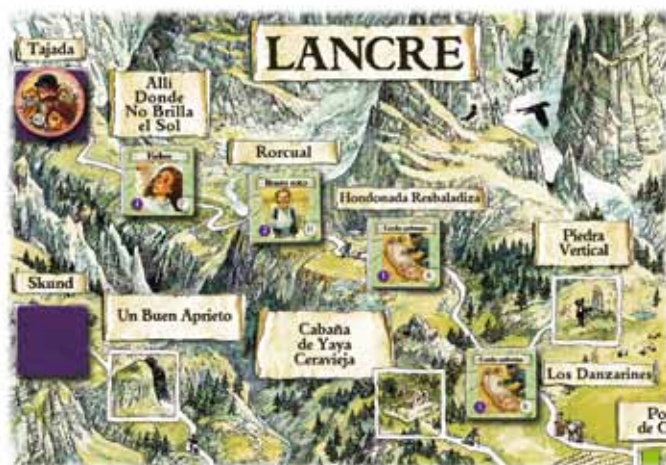 LANCRE
Tajada
Allí
Donde
No Brilla
el Sol
Rorcual
Hondonada Resbaladiza
Piedra
Vertical
Skund
Un Buen Aprieto
Cabaña
de Yaya
Ceravieja
Los Danzarines